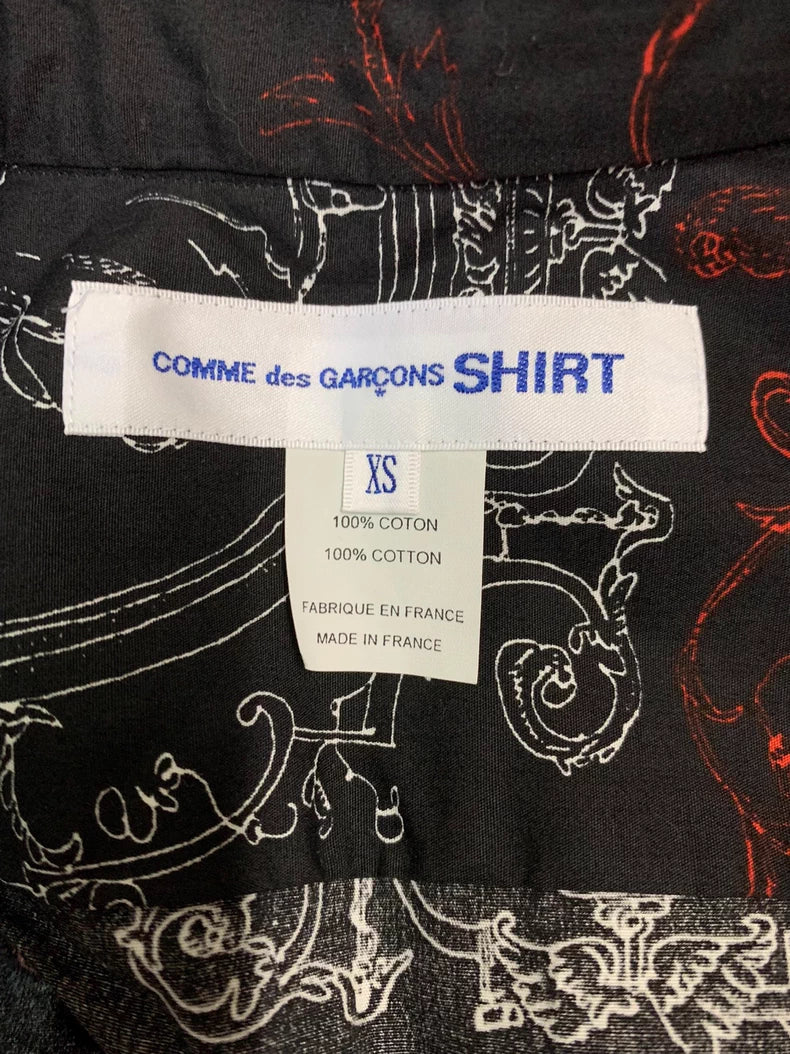 COMME des GARÇONS SHIRT
XS
100% COTON
100% COTTON
FABRIQUE EN FRANCE
MADE IN FRANCE